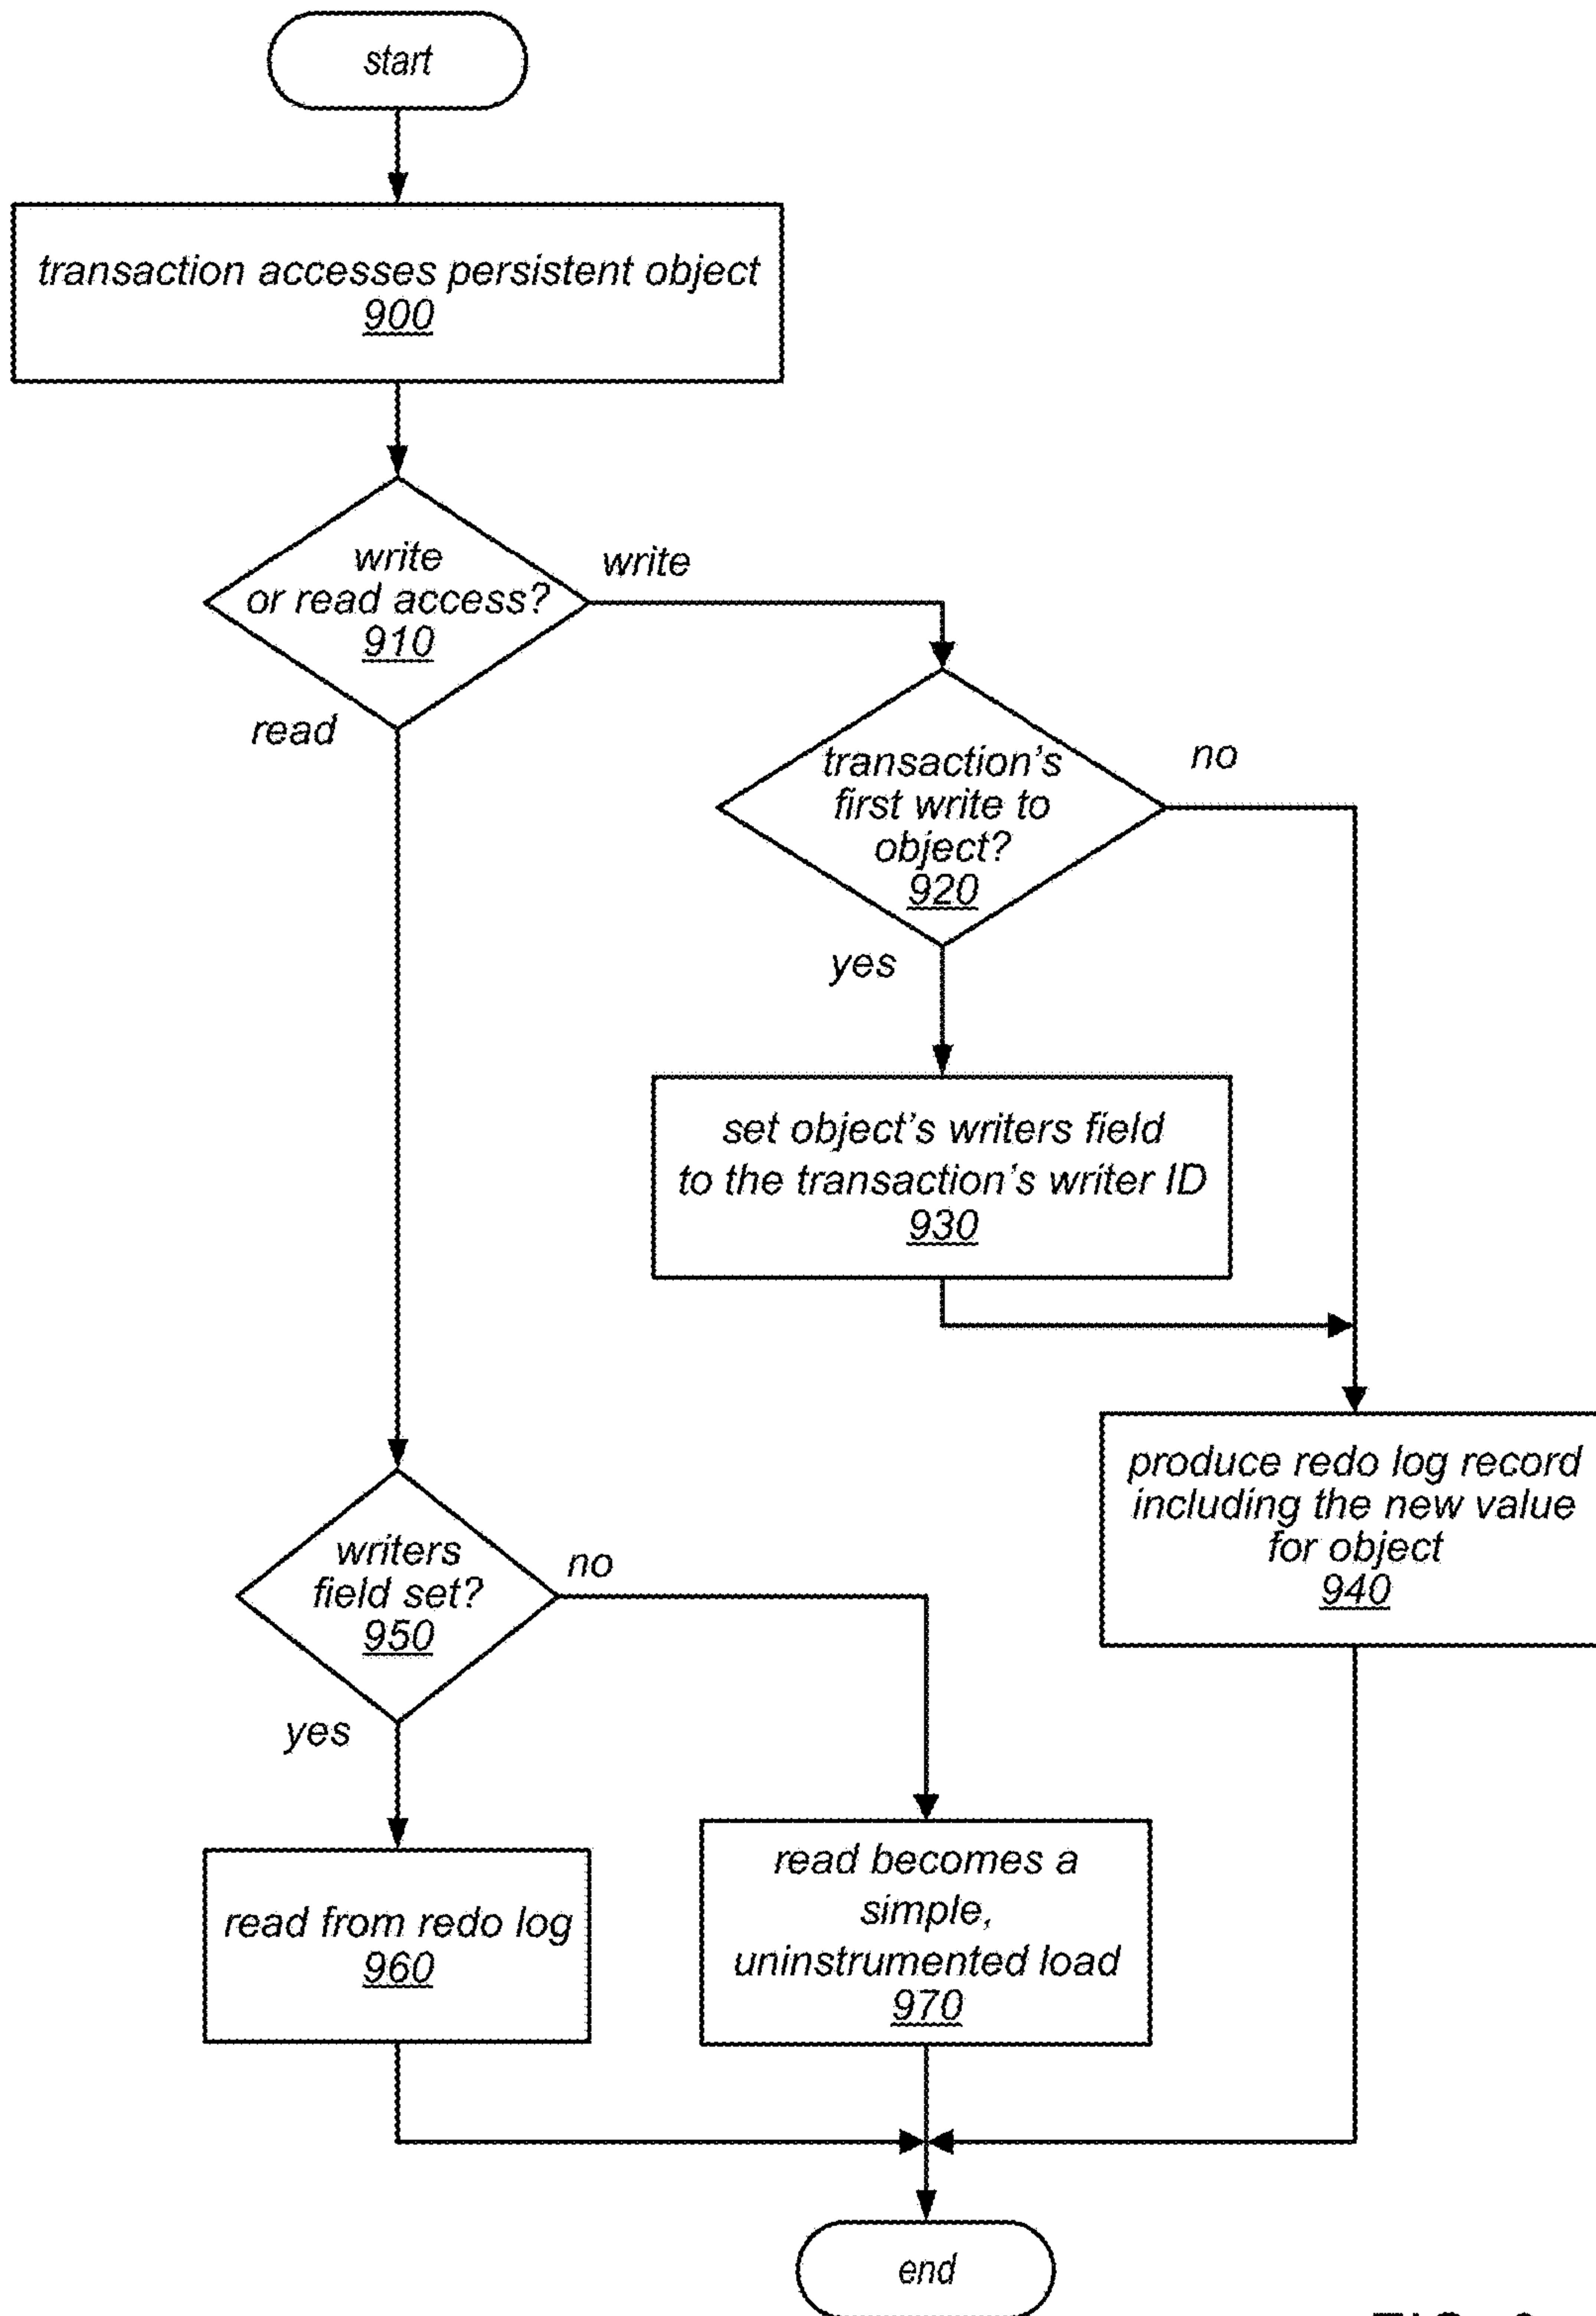 start
transaction accesses persistent object
900
write
or read access?
910
write
read
transaction's
first write to
object?
920
no
yes
set object's writers field
to the transaction's writer ID
930
produce redo log record
including the new value
for object
940
writers
field set?
950
no
yes
read from redo log
960
read becomes a
simple,
uninstrumented load
970
end